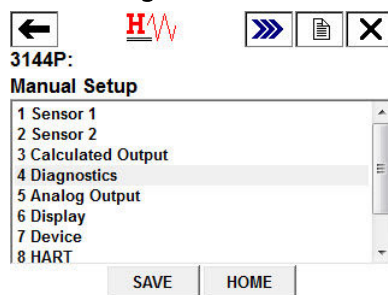 H
3144P:
Manual Setup
1 Sensor 1
2 Sensor 2
3 Calculated Output
4 Diagnostics
5 Analog Output
6 Display
7 Device
8 HART
SAVE HOME